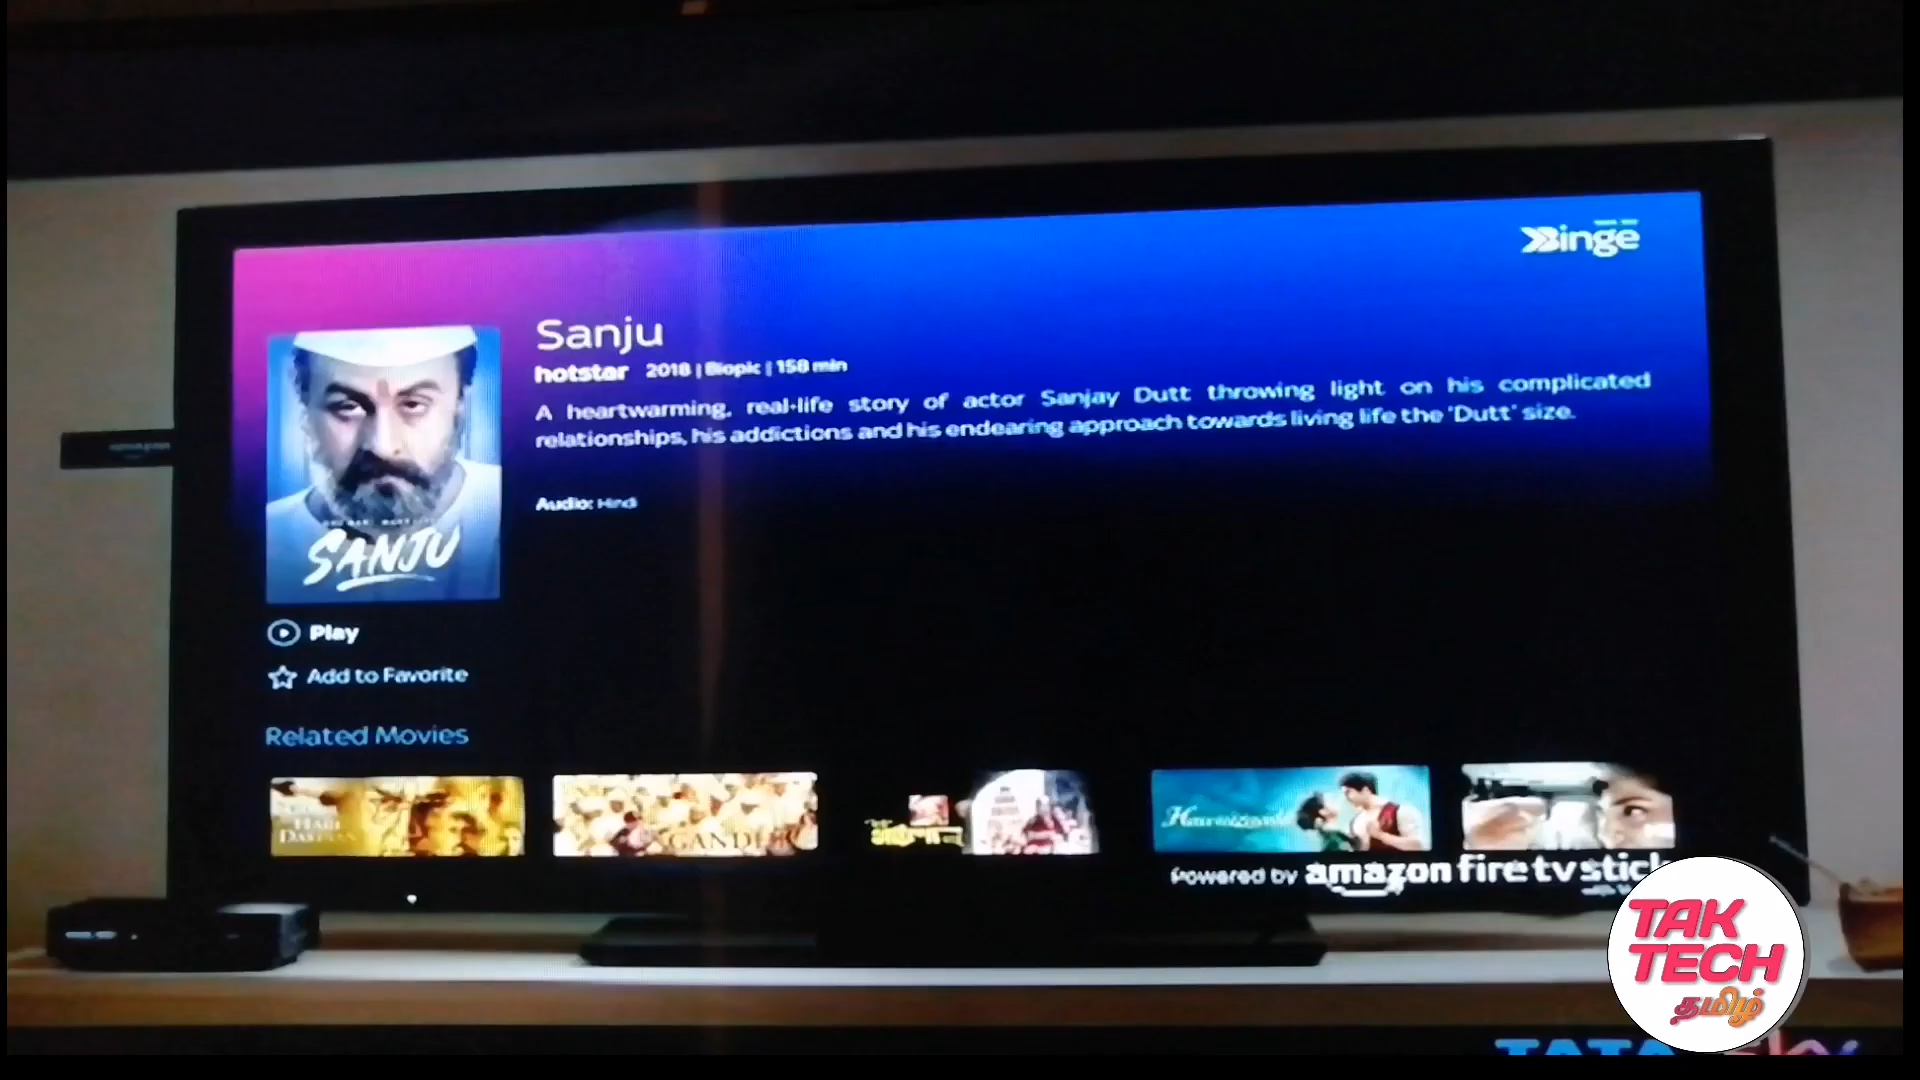 Binge
Sanju
hotstar 2018 | Biopic | 158 min
A heartwarming, real-life story of actor Sanjay Dutt throwing light on his complicated
relationships, his addictions and his endearing approach towards living life the 'Dutt' size.
Audio: Hindi
SANJU
Play
Add to Favorite
Related Movies
Powered by amazon fire tv stick
TAK
TECH
தமிழ்
TATA sky